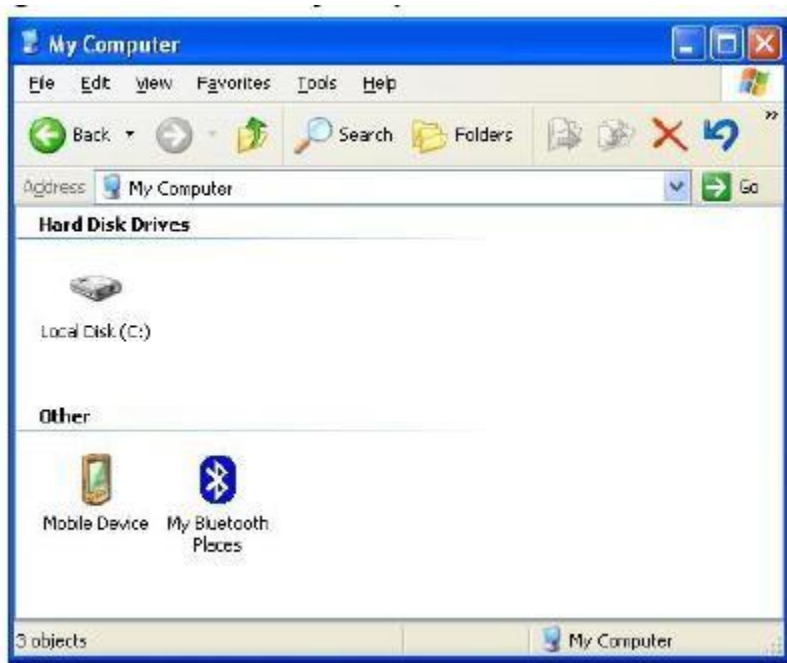 My Computer
File Edit View Favorites Tools Help
Back Search Folders »
Address My Computer Go
Hard Disk Drives
Local Disk (C:)
Other
Mobile Device My Bluetooth
Places
3 objects My Computer